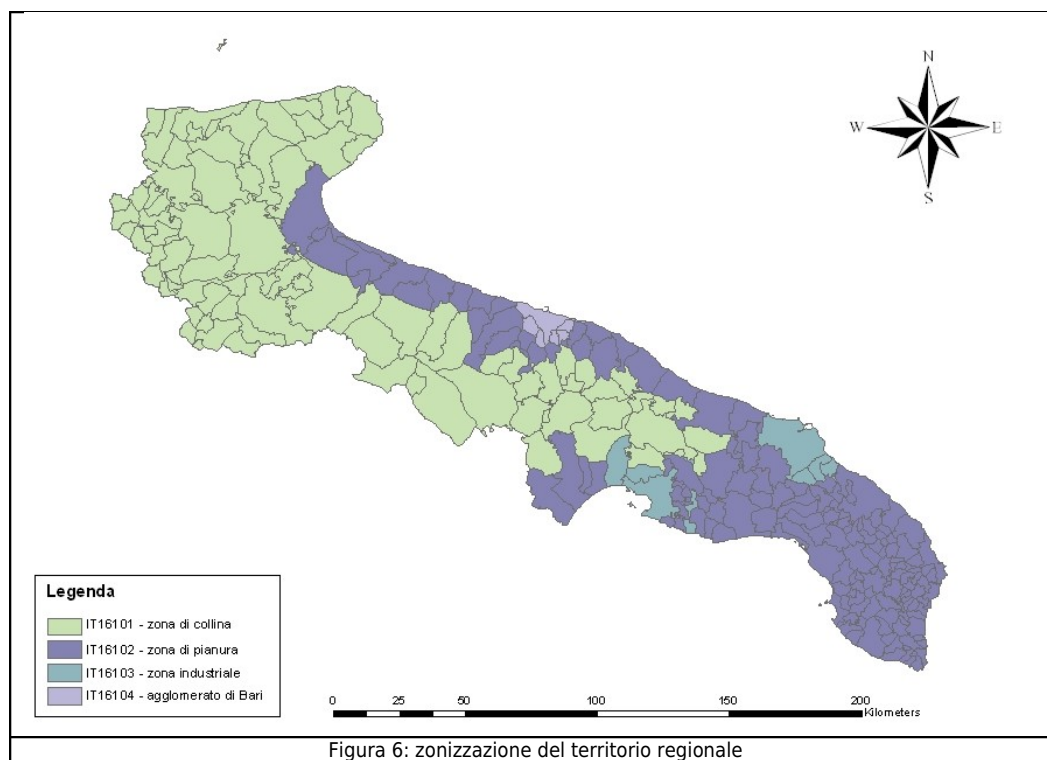 N
W
E
S
Legenda
IT16101 - zona di collina
IT16102 - zona di pianura
IT16103 - zona industriale
IT16104 - agglomerato di Bari
0 25 50 100 150 200
Kilometers
Figura 6: zonizzazione del territorio regionale